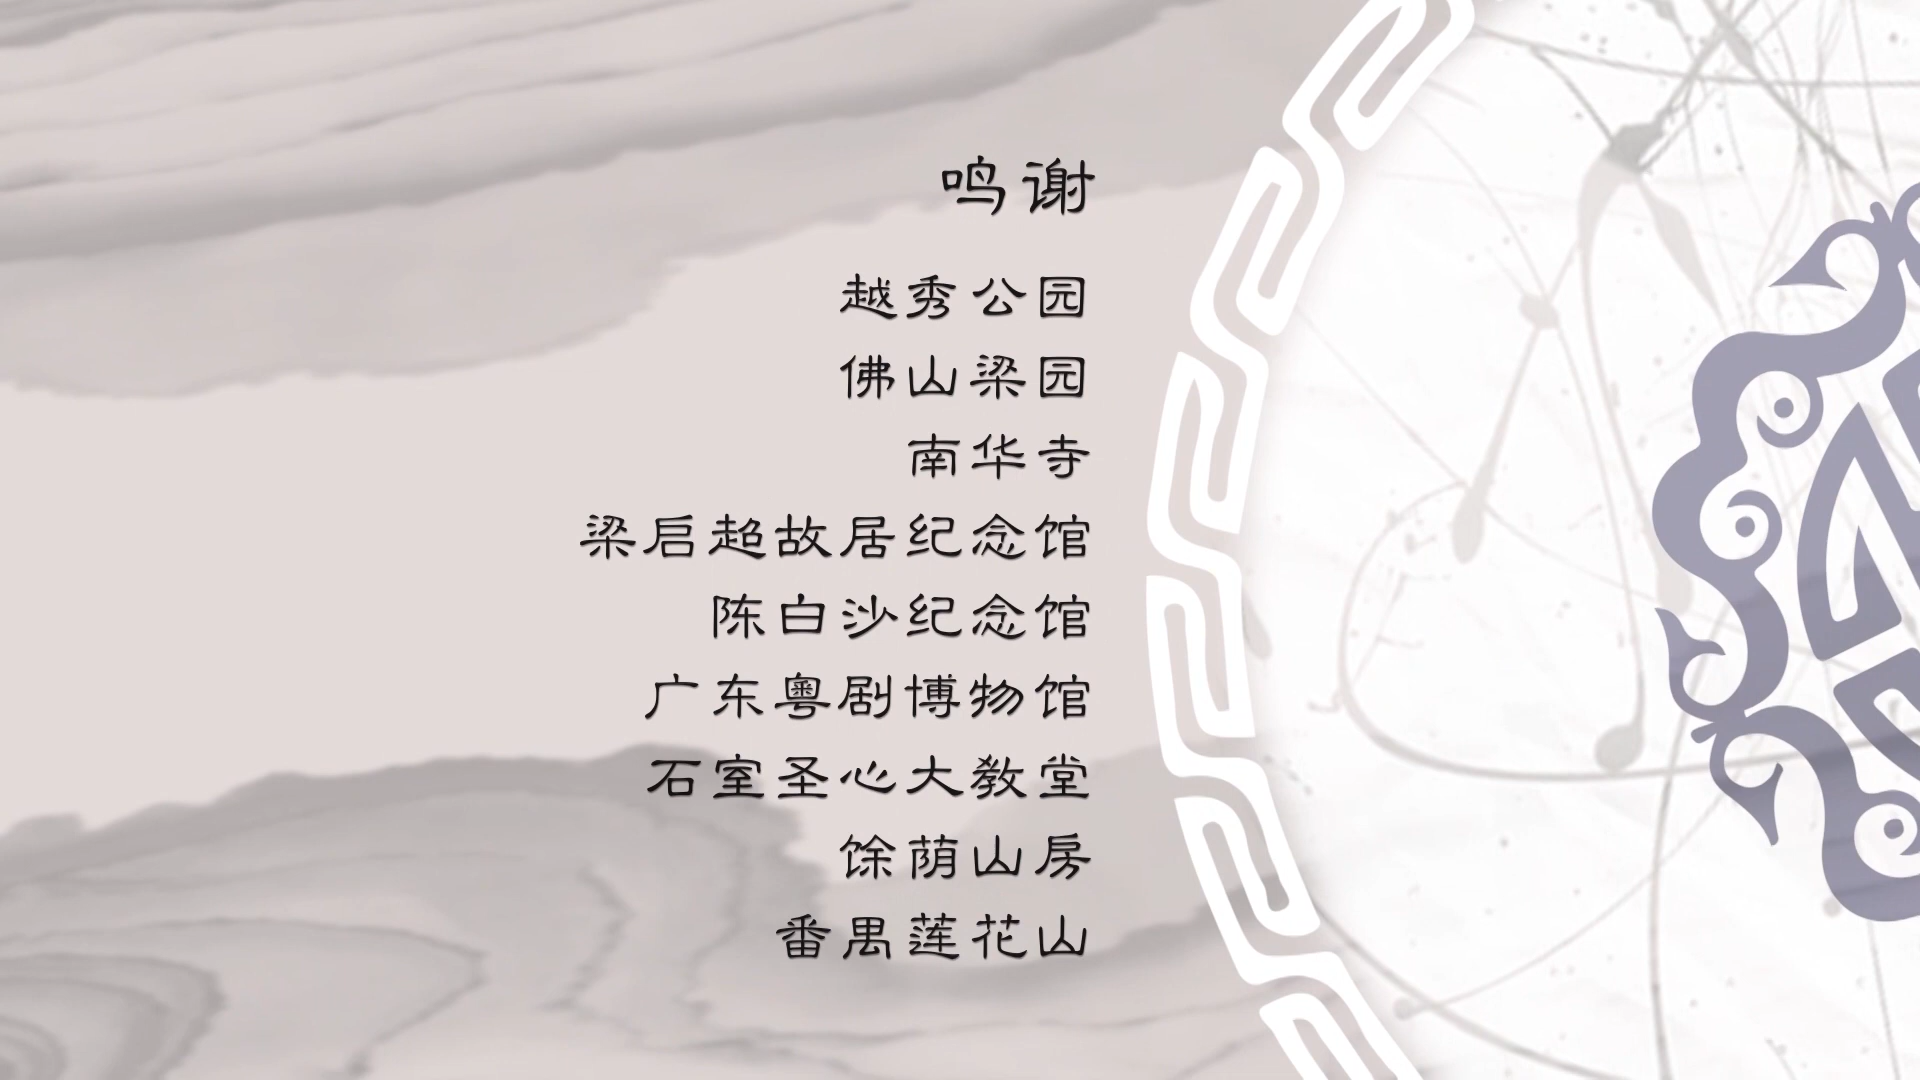 鸣谢
越秀公园
佛山梁园
南华寺
梁启超故居纪念馆
陈白沙纪念馆
广东粤剧博物馆
石室圣心大教堂
馀荫山房
番禺莲花山